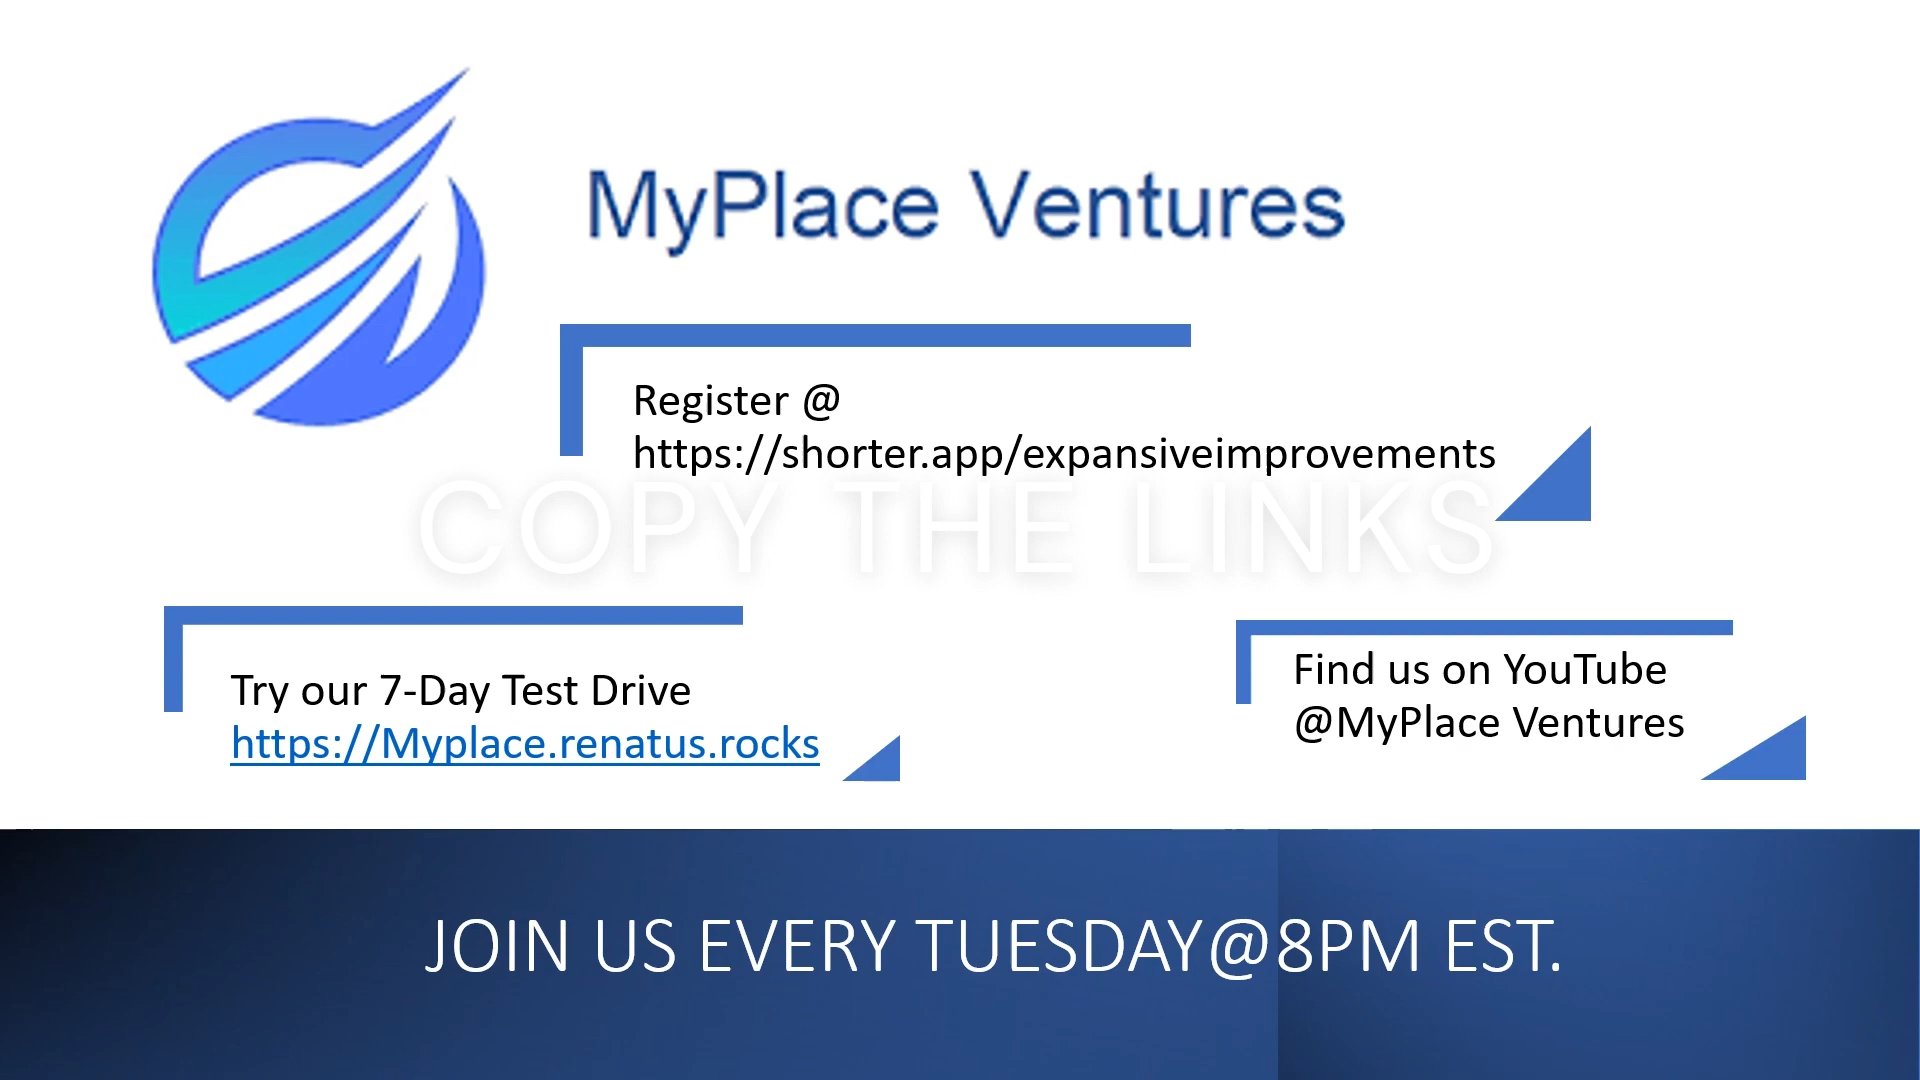 MyPlace Ventures
Register @
https://shorter.app/expansiveimprovements
COPY THE LINKS
Try our 7-Day Test Drive
https://Myplace.renatus.rocks
Find us on YouTube
@MyPlace Ventures
JOIN US EVERY TUESDAY@8PM EST.